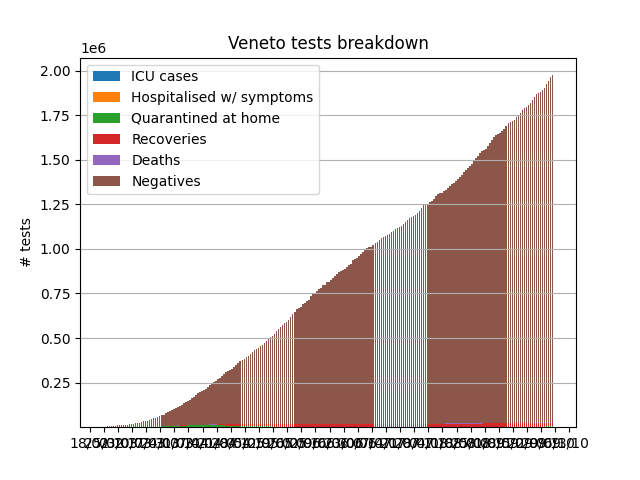 Veneto tests breakdown
1e6
2.00
1.75
1.50
1.25
1.00
0.75
0.50
0.25
# tests
ICU cases
Hospitalised w/ symptoms
Quarantined at home
Recoveries
Deaths
Negatives